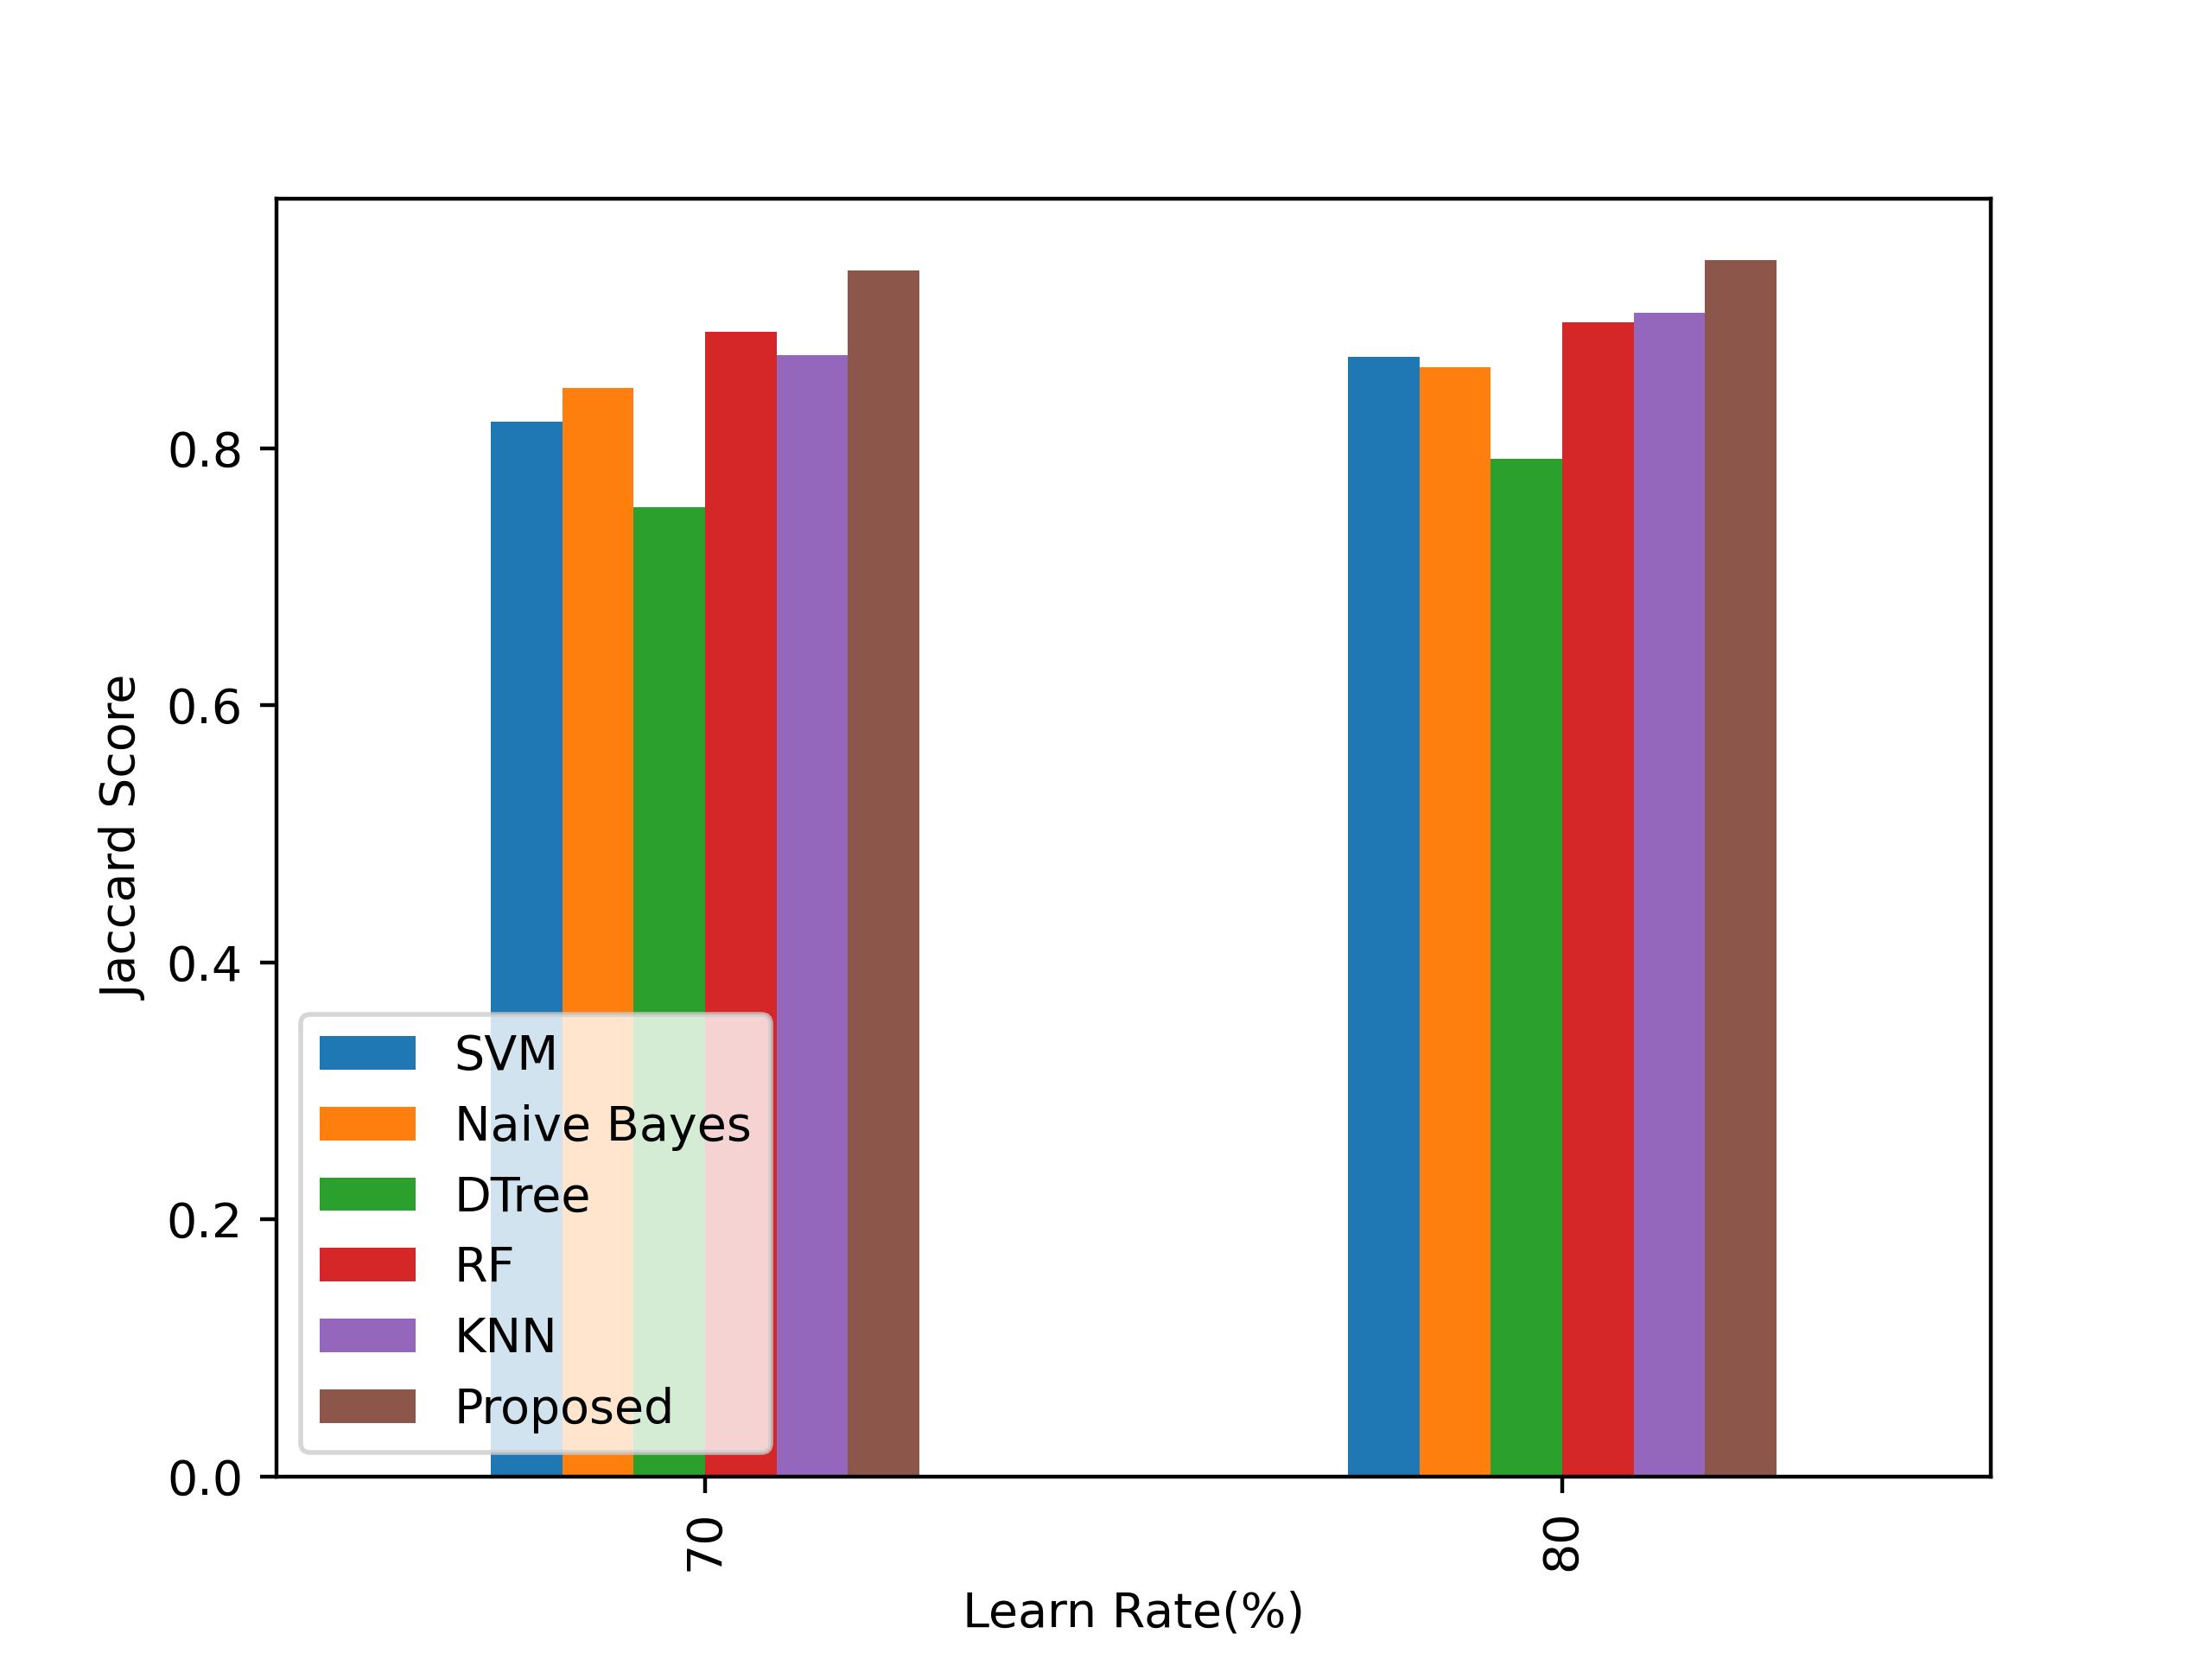 Jaccard Score
0.8
0.6
0.4
0.2
0.0
SVM
Naive Bayes
DTree
RF
KNN
Proposed
70
80
Learn Rate(%)